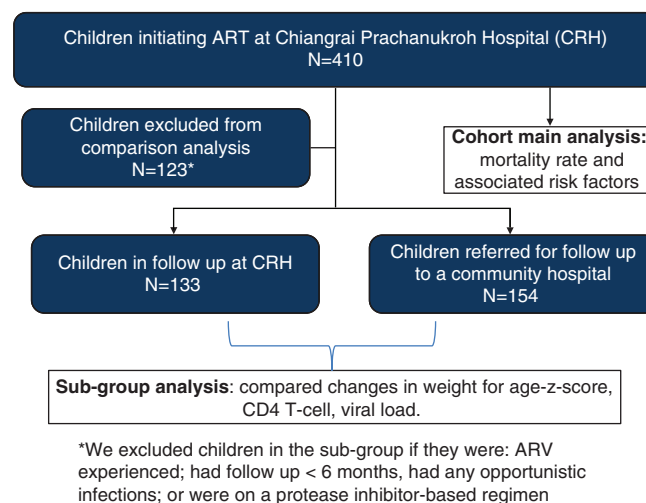 Children initiating ART at Chiangrai Prachanukroh Hospital (CRH)
N=410
Children excluded from
comparison analysis
N=123*
Cohort main analysis:
mortality rate and
associated risk factors
Children in follow up at CRH
N=133
Children referred for follow up
to a community hospital
N=154
Sub-group analysis: compared changes in weight for age-z-score,
CD4 T-cell, viral load.
*We excluded children in the sub-group if they were: ARV
experienced; had follow up < 6 months, had any opportunistic
infections; or were on a protease inhibitor-based regimen